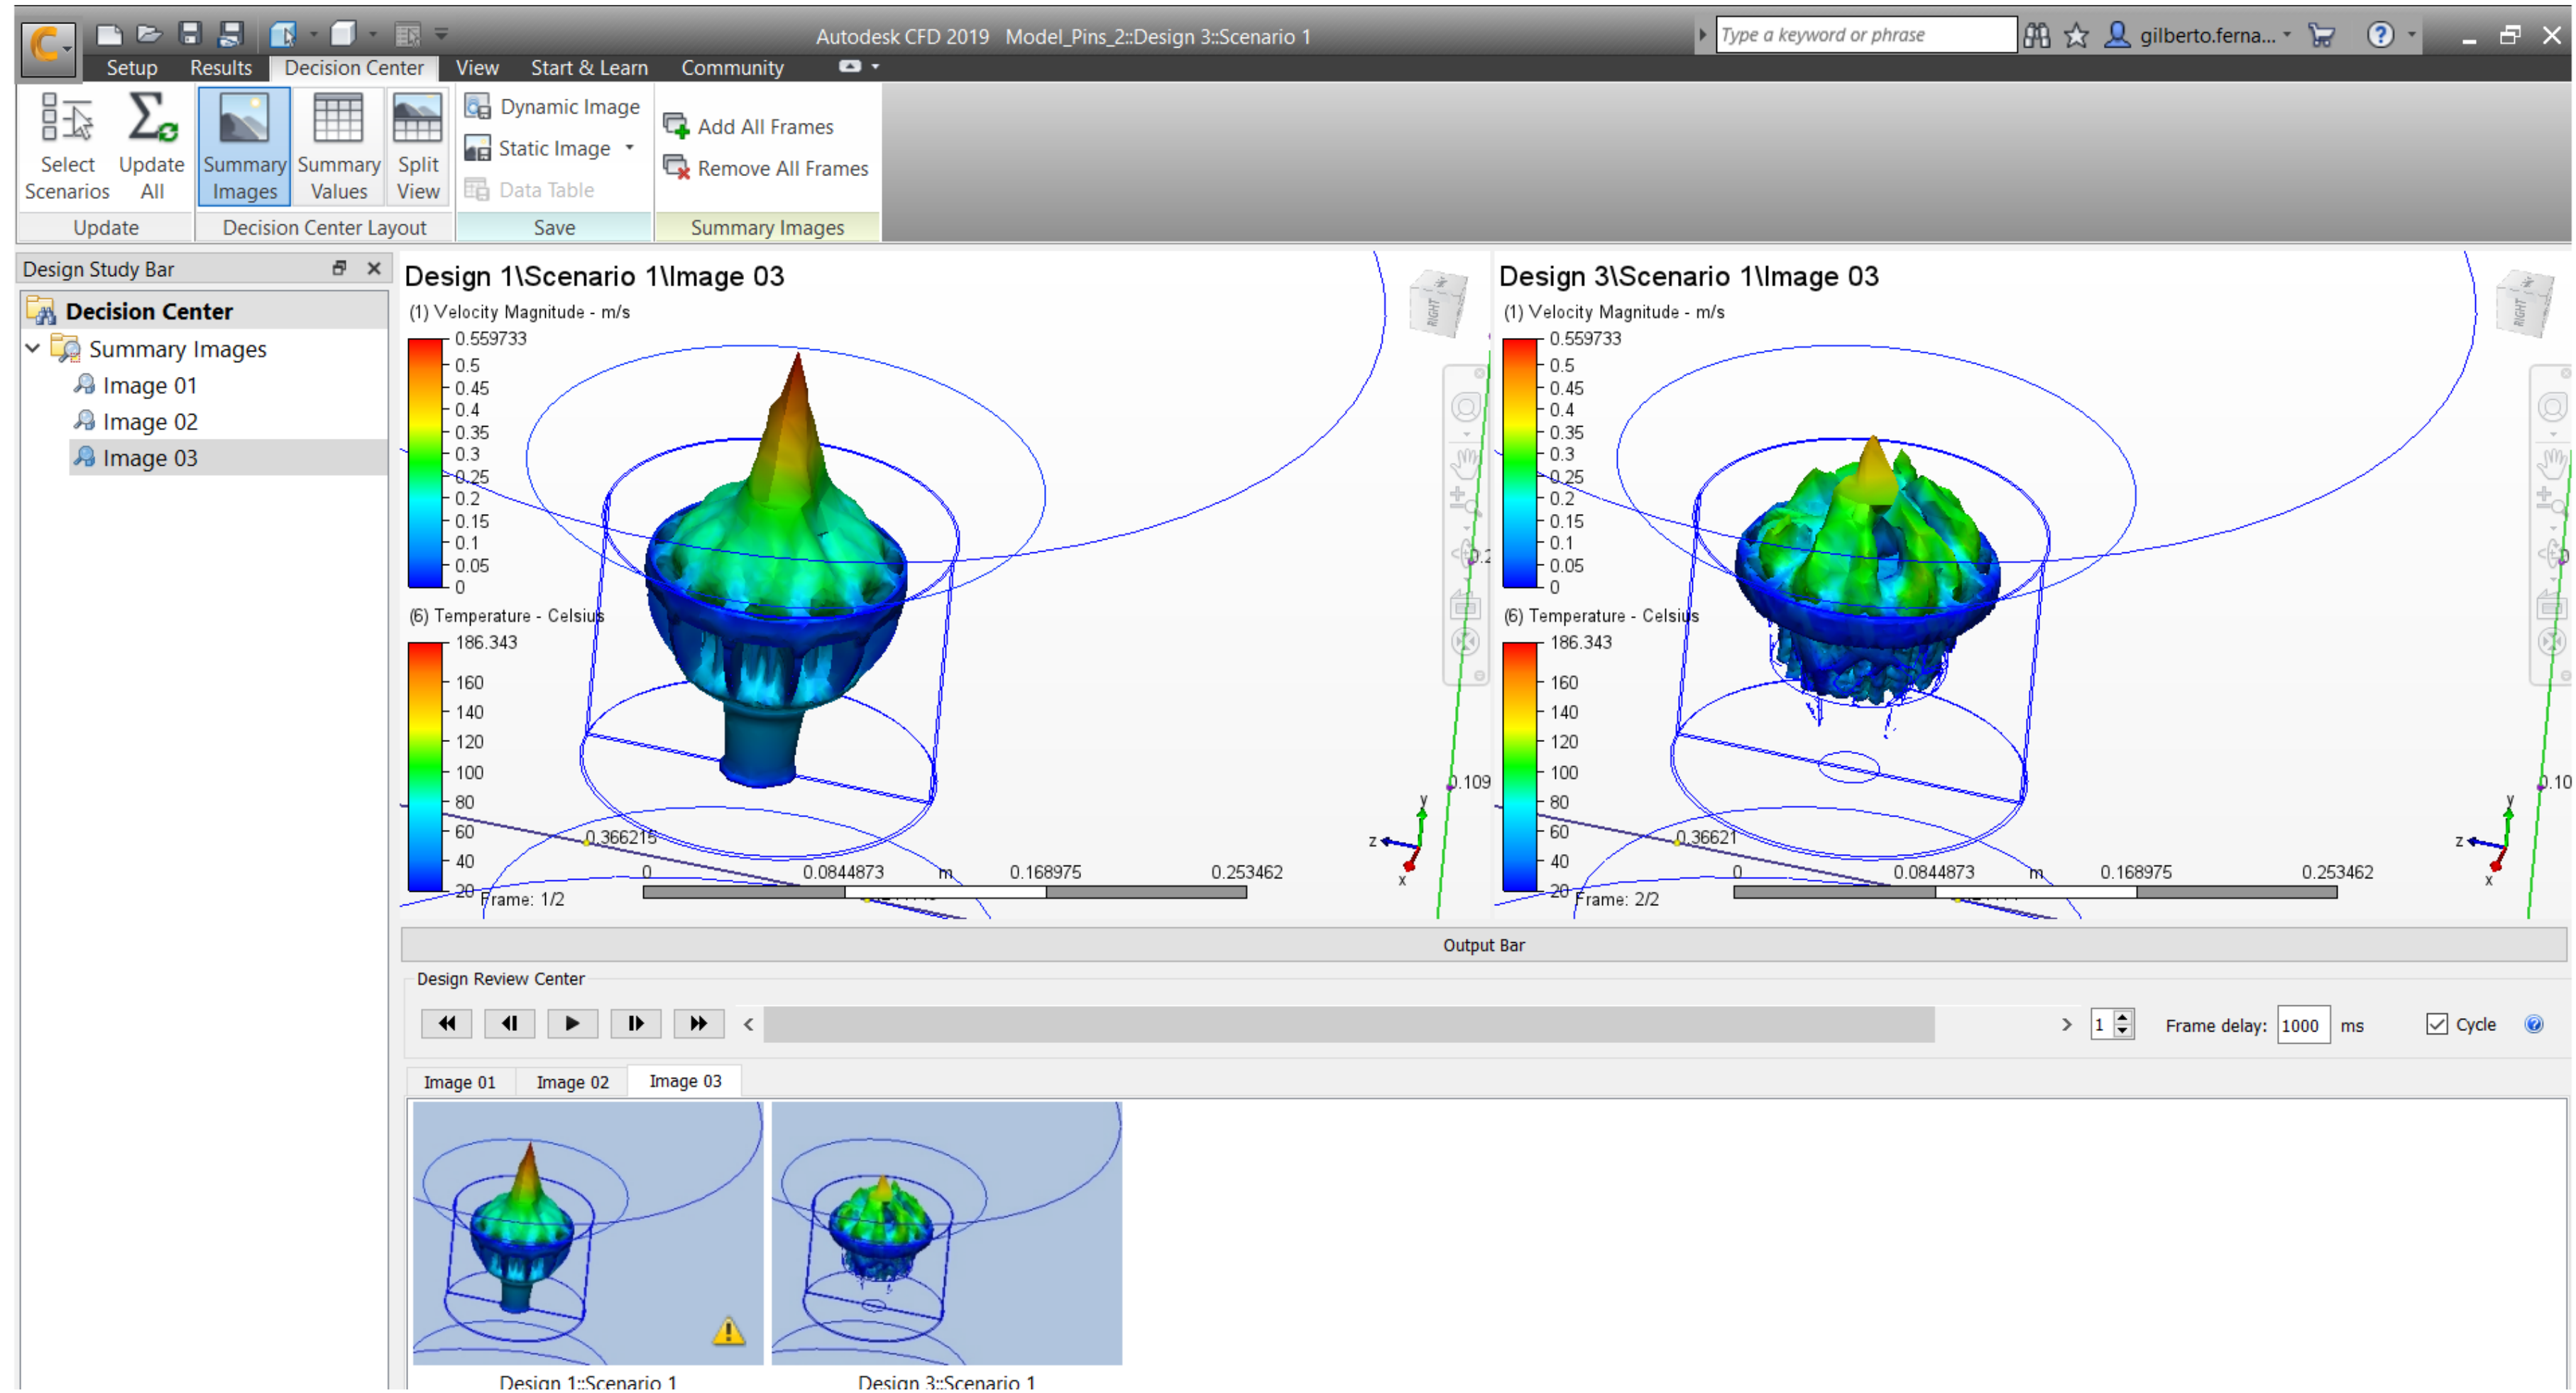 Autodesk CFD 2019 Model_Pins_2::Design 3::Scenario 1
Type a keyword or phrase
gilberto.ferna...
Setup Results Decision Center View Start & Learn Community
Select Scenarios
Update All
Summary Images
Summary Values
Split View
Dynamic Image
Static Image
Data Table
Add All Frames
Remove All Frames
Update
Decision Center Layout
Save
Summary Images
Design Study Bar
Decision Center
Summary Images
Image 01
Image 02
Image 03
Design 1\Scenario 1\Image 03
(1) Velocity Magnitude - m/s
0.559733
0.5
0.45
0.4
0.35
0.3
0.25
0.2
0.15
0.1
0.05
0
(6) Temperature - Celsius
186.343
160
140
120
100
80
60
40
20
Frame: 1/2
0.366215
0 0.0844873 m 0.168975 0.253462
RIGHT
0.2
0.109
y
z
x
Design 3\Scenario 1\Image 03
(1) Velocity Magnitude - m/s
0.559733
0.5
0.45
0.4
0.35
0.3
0.25
0.2
0.15
0.1
0.05
0
(6) Temperature - Celsius
186.343
160
140
120
100
80
60
40
20
Frame: 2/2
0.36621
0 0.0844873 m 0.168975 0.253462
RIGHT
0.10
y
z
x
Output Bar
Design Review Center
1
Frame delay: 1000 ms
Cycle
Image 01 Image 02 Image 03
Design 1::Scenario 1
Design 3::Scenario 1